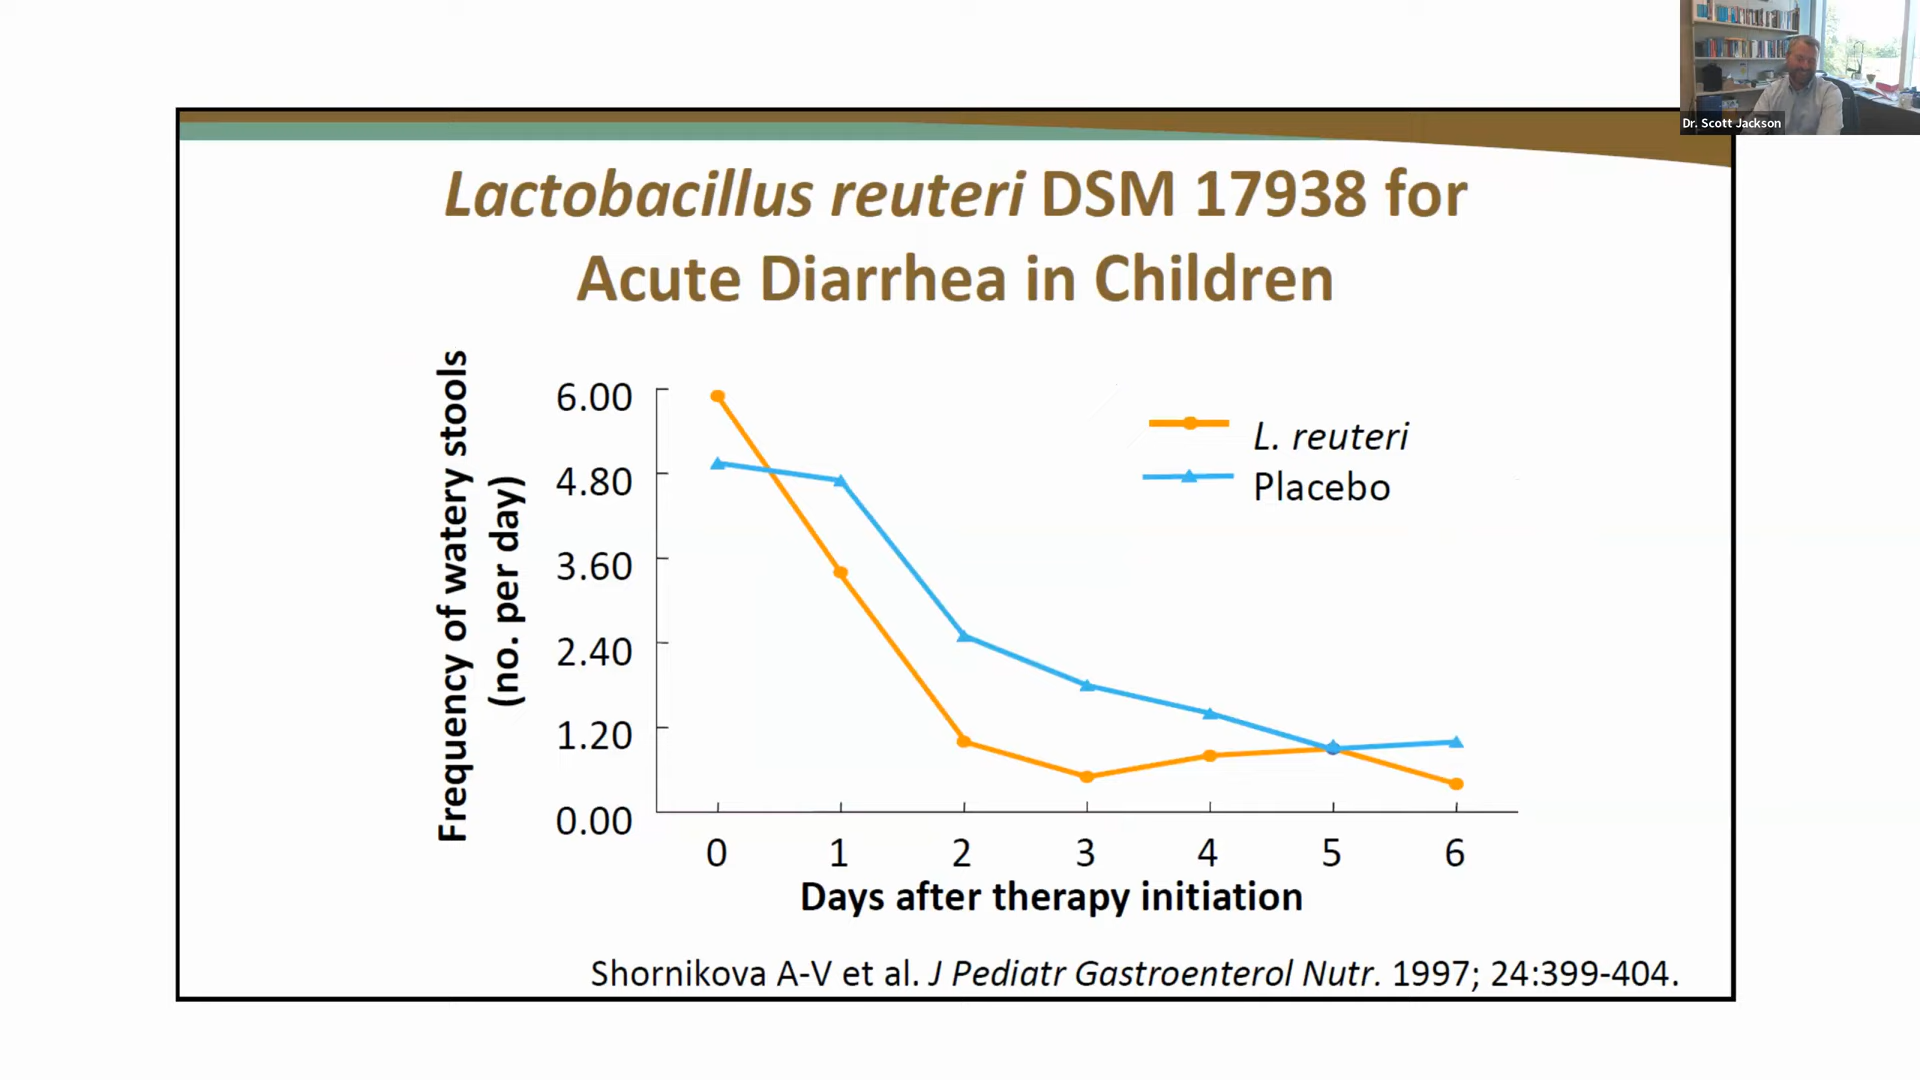 Dr. Scott Jackson
Lactobacillus reuteri DSM 17938 for
Acute Diarrhea in Children
Frequency of watery stools
(no. per day)
6.00
4.80
3.60
2.40
1.20
0.00
L. reuteri
Placebo
0 1 2 3 4 5 6
Days after therapy initiation
Shornikova A-V et al. J Pediatr Gastroenterol Nutr. 1997; 24:399-404.